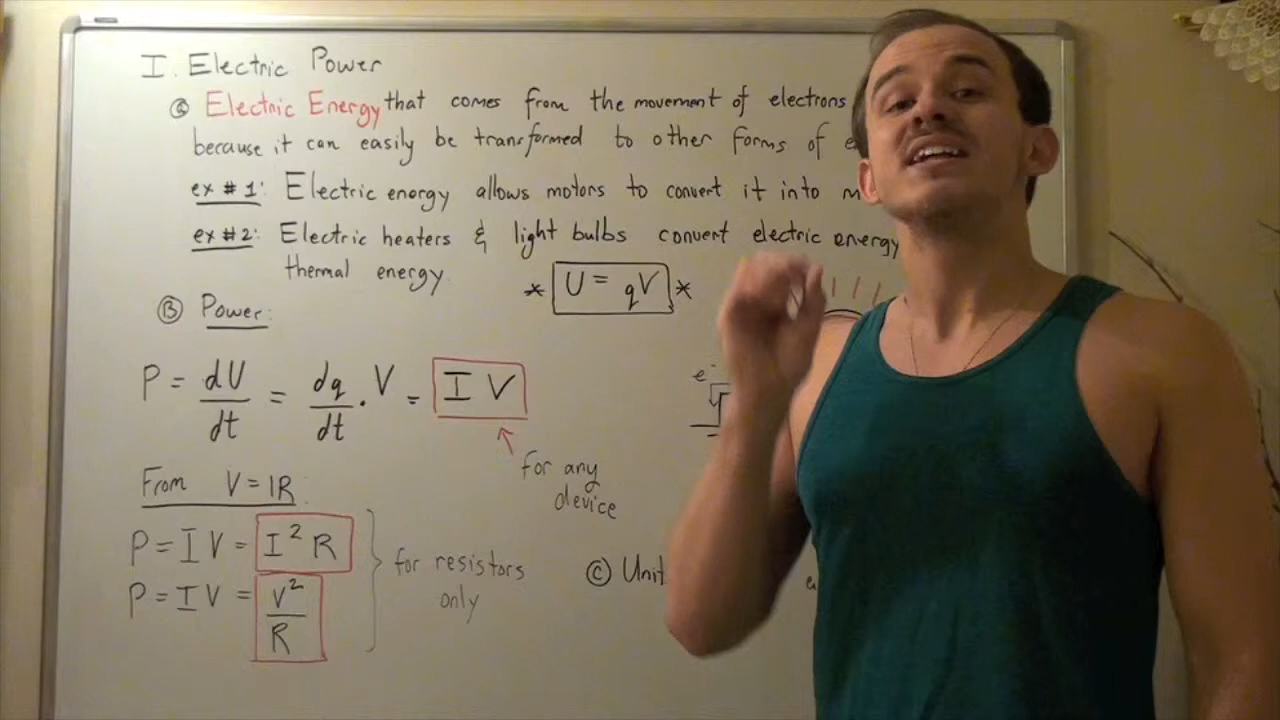 I. Electric Power
Ⓐ Electric Energy that comes from the movement of electrons
because it can easily be transformed to other forms of
ex #1: Electric energy allows motors to convert it into
ex #2: Electric heaters & light bulbs convert electric energy
thermal energy.
* U = qV *
Ⓑ Power:
P = dU/dt = dq/dt · V = I V
e⁻
for any
device
From V=IR
P = I V = I² R
P = I V = V²/R
for resistors
only
Ⓒ Unit